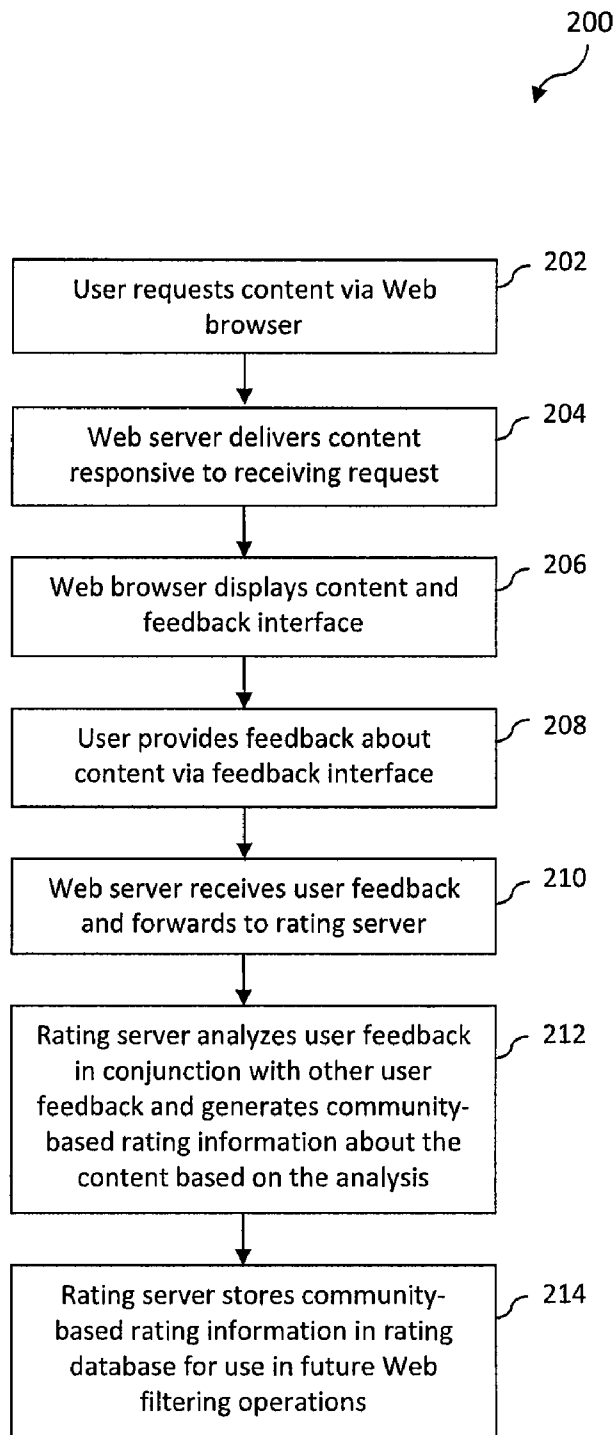 200
202
User requests content via Web
browser
204
Web server delivers content
responsive to receiving request
206
Web browser displays content and
feedback interface
208
User provides feedback about
content via feedback interface
210
Web server receives user feedback
and forwards to rating server
212
Rating server analyzes user feedback
in conjunction with other user
feedback and generates community-
based rating information about the
content based on the analysis
214
Rating server stores community-
based rating information in rating
database for use in future Web
filtering operations